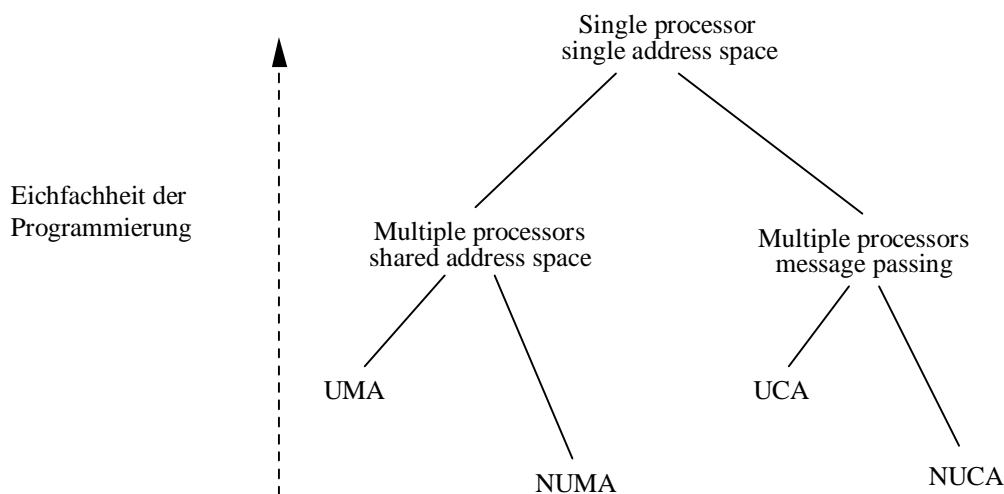 Single processor
single address space
Eichfachheit der
Programmierung
Multiple processors
shared address space
Multiple processors
message passing
UMA
UCA
NUMA
NUCA